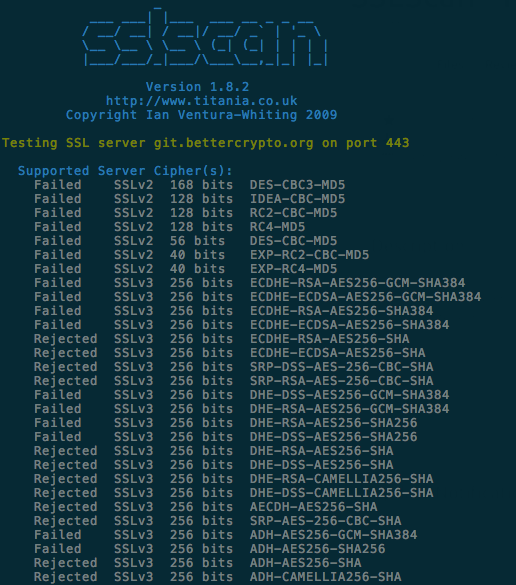 sslscan
Version 1.8.2
http://www.titania.co.uk
Copyright Ian Ventura-Whiting 2009
Testing SSL server git.bettercrypto.org on port 443
Supported Server Cipher(s):
Failed SSLv2 168 bits DES-CBC3-MD5
Failed SSLv2 128 bits IDEA-CBC-MD5
Failed SSLv2 128 bits RC2-CBC-MD5
Failed SSLv2 128 bits RC4-MD5
Failed SSLv2 56 bits DES-CBC-MD5
Failed SSLv2 40 bits EXP-RC2-CBC-MD5
Failed SSLv2 40 bits EXP-RC4-MD5
Failed SSLv3 256 bits ECDHE-RSA-AES256-GCM-SHA384
Failed SSLv3 256 bits ECDHE-ECDSA-AES256-GCM-SHA384
Failed SSLv3 256 bits ECDHE-RSA-AES256-SHA384
Failed SSLv3 256 bits ECDHE-ECDSA-AES256-SHA384
Rejected SSLv3 256 bits ECDHE-RSA-AES256-SHA
Rejected SSLv3 256 bits ECDHE-ECDSA-AES256-SHA
Rejected SSLv3 256 bits SRP-DSS-AES-256-CBC-SHA
Rejected SSLv3 256 bits SRP-RSA-AES-256-CBC-SHA
Failed SSLv3 256 bits DHE-DSS-AES256-GCM-SHA384
Failed SSLv3 256 bits DHE-RSA-AES256-GCM-SHA384
Failed SSLv3 256 bits DHE-RSA-AES256-SHA256
Failed SSLv3 256 bits DHE-DSS-AES256-SHA256
Rejected SSLv3 256 bits DHE-RSA-AES256-SHA
Rejected SSLv3 256 bits DHE-DSS-AES256-SHA
Rejected SSLv3 256 bits DHE-RSA-CAMELLIA256-SHA
Rejected SSLv3 256 bits DHE-DSS-CAMELLIA256-SHA
Rejected SSLv3 256 bits AECDH-AES256-SHA
Rejected SSLv3 256 bits SRP-AES-256-CBC-SHA
Failed SSLv3 256 bits ADH-AES256-GCM-SHA384
Failed SSLv3 256 bits ADH-AES256-SHA256
Rejected SSLv3 256 bits ADH-AES256-SHA
Rejected SSLv3 256 bits ADH-CAMELLIA256-SHA